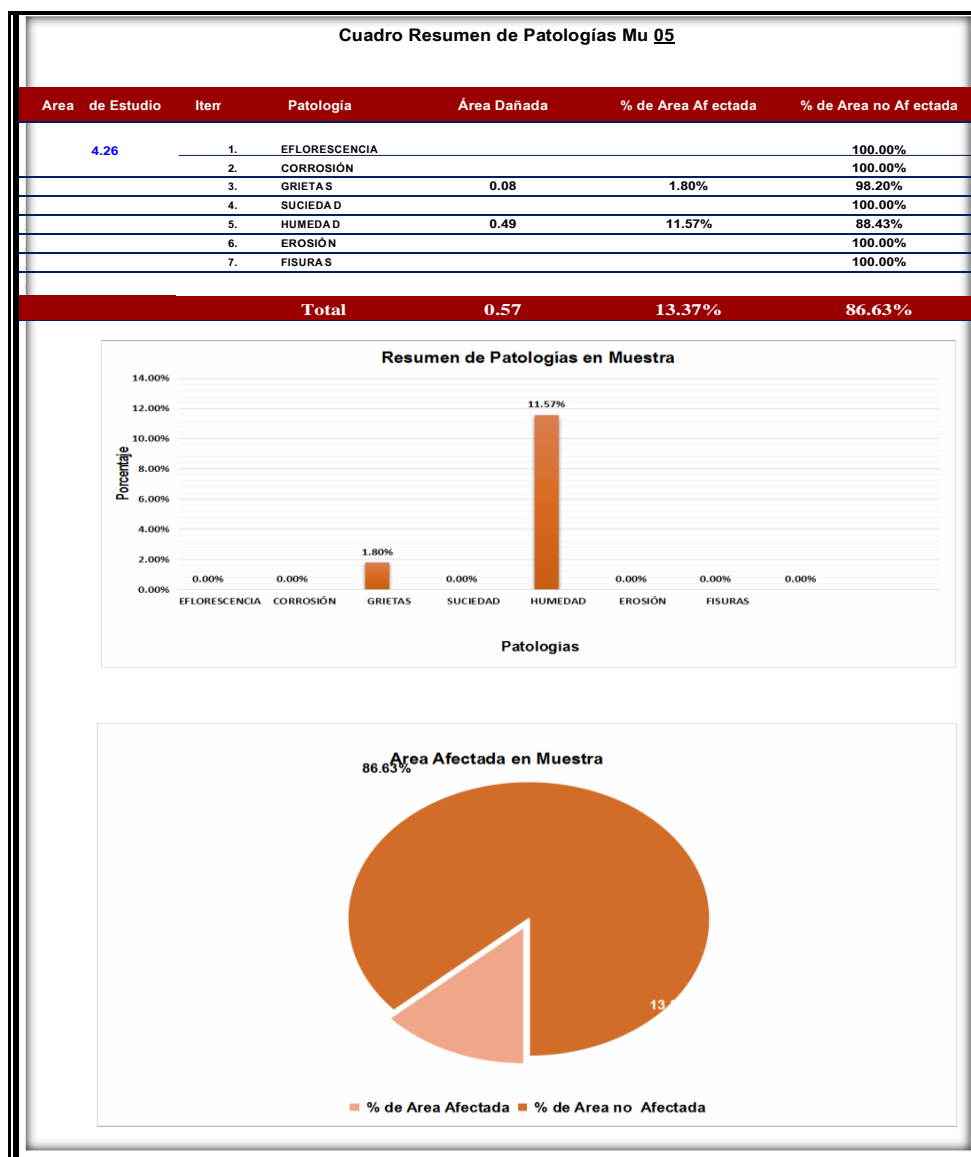 Cuadro Resumen de Patologías Mu 05
Area de Estudio Item Patología Área Dañada % de Area Af ectada % de Area no Af ectada
4.26 1. EFLORESCENCIA 100.00%
2. CORROSIÓN 100.00%
3. GRIETAS 0.08 1.80% 98.20%
4. SUCIEDAD 100.00%
5. HUMEDAD 0.49 11.57% 88.43%
6. EROSIÓN 100.00%
7. FISURAS 100.00%
Total 0.57 13.37% 86.63%
Resumen de Patologías en Muestra
14.00%
12.00%
10.00%
8.00%
6.00%
4.00%
2.00%
0.00%
Porcentaje
0.00% 0.00% 1.80% 0.00% 11.57% 0.00% 0.00% 0.00%
EFLORESCENCIA CORROSIÓN GRIETAS SUCIEDAD HUMEDAD EROSIÓN FISURAS
Patologias
Area Afectada en Muestra
86.63%
13.
% de Area Afectada % de Area no Afectada